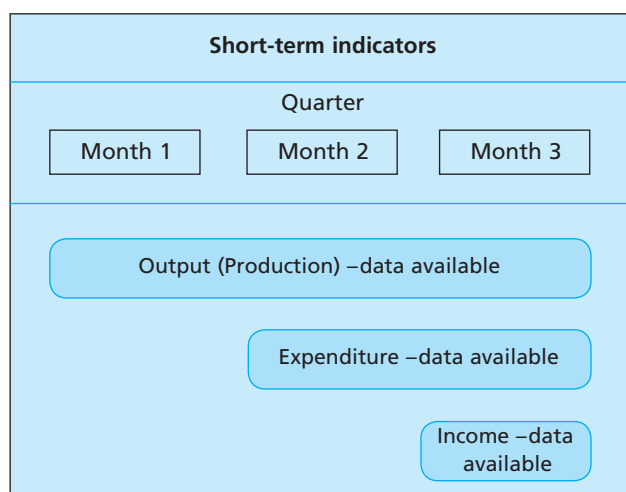 Short-term indicators
Quarter
Month 1 Month 2 Month 3
Output (Production) –data available
Expenditure –data available
Income –data
available